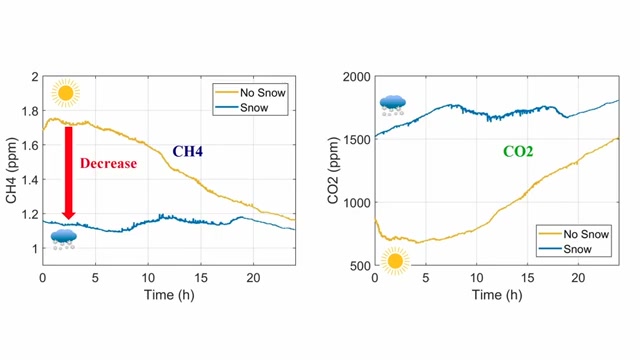 2
1.8
1.6
1.4
1.2
1
0
5
10
15
20
CH4 (ppm)
Time (h)
No Snow
Snow
CH4
Decrease
2000
1500
1000
500
0
5
10
15
20
CO2 (ppm)
Time (h)
CO2
No Snow
Snow